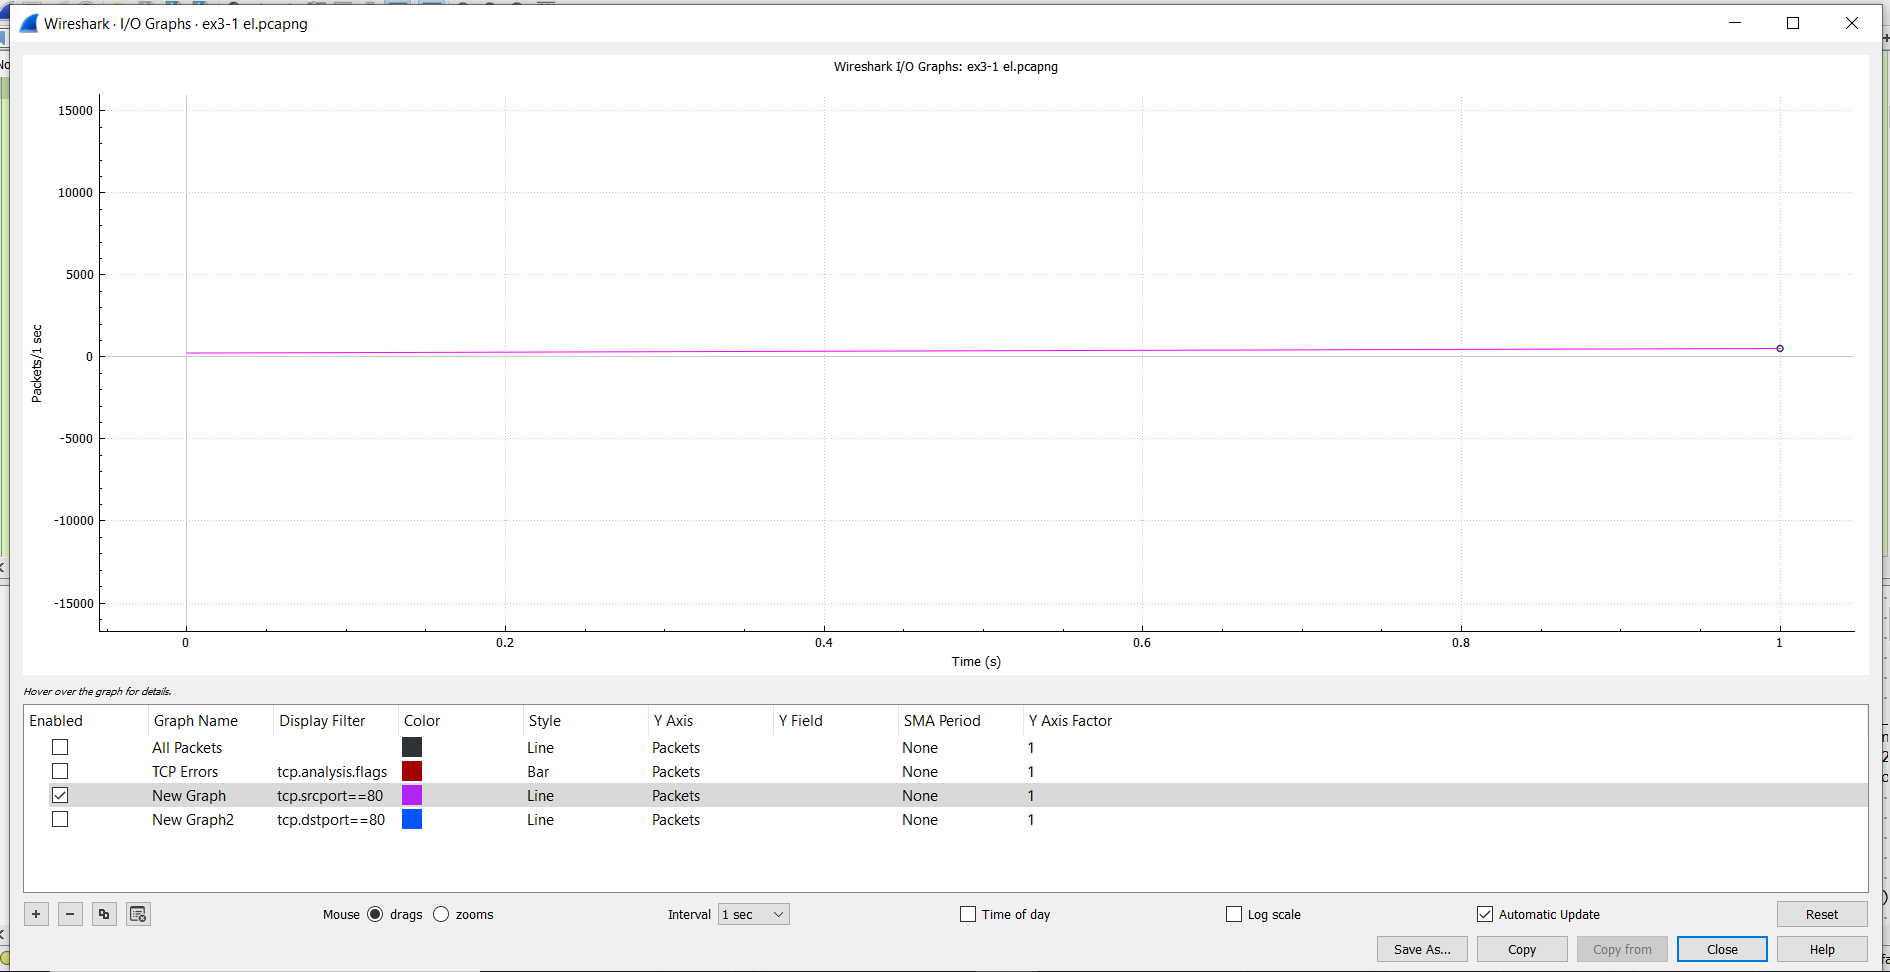 Wireshark · I/O Graphs · ex3-1 el.pcapng
Wireshark I/O Graphs: ex3-1 el.pcapng
15000
10000
5000
0
-5000
-10000
-15000
Packets/1 sec
0 0.2 0.4 0.6 0.8 1
Time (s)
Hover over the graph for details.
Enabled Graph Name Display Filter Color Style Y Axis Y Field SMA Period Y Axis Factor
All Packets Line Packets None 1
TCP Errors tcp.analysis.flags Bar Packets None 1
New Graph tcp.srcport==80 Line Packets None 1
New Graph2 tcp.dstport==80 Line Packets None 1
Mouse drags zooms Interval 1 sec Time of day Log scale Automatic Update Reset
Save As... Copy Copy from Close Help